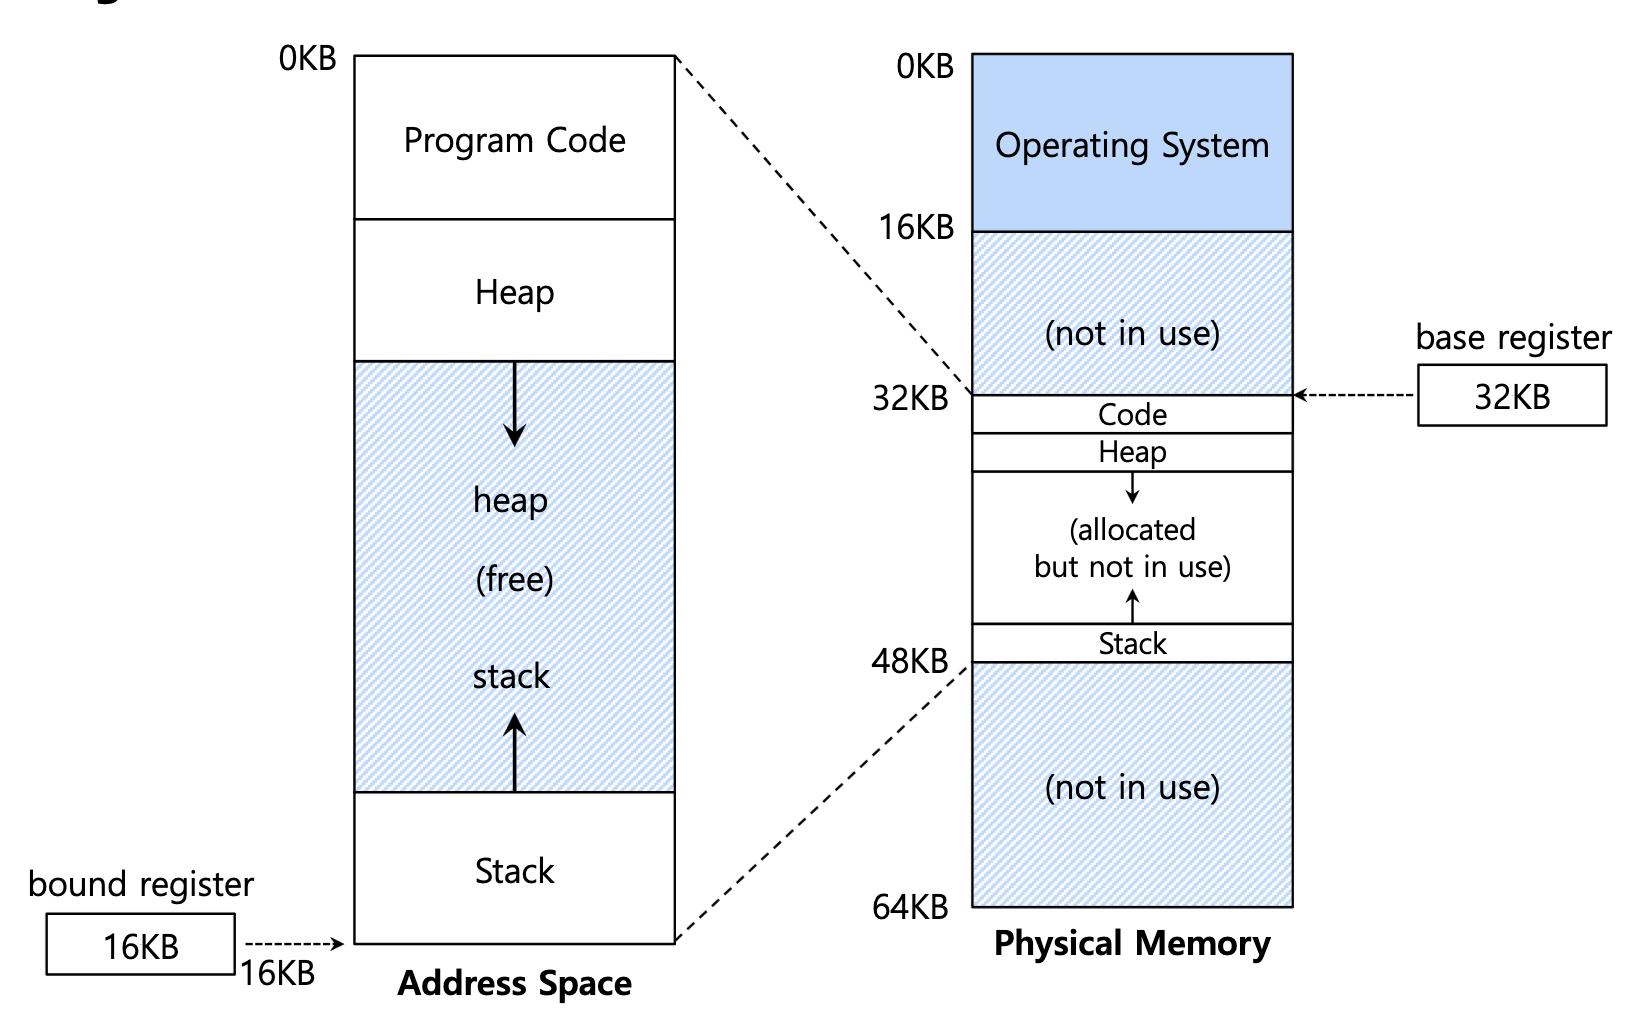 0KB
Program Code
Heap
heap
(free)
stack
Stack
bound register
16KB
16KB
Address Space
0KB
Operating System
16KB
(not in use)
32KB
Code
Heap
(allocated
but not in use)
Stack
48KB
(not in use)
64KB
Physical Memory
base register
32KB